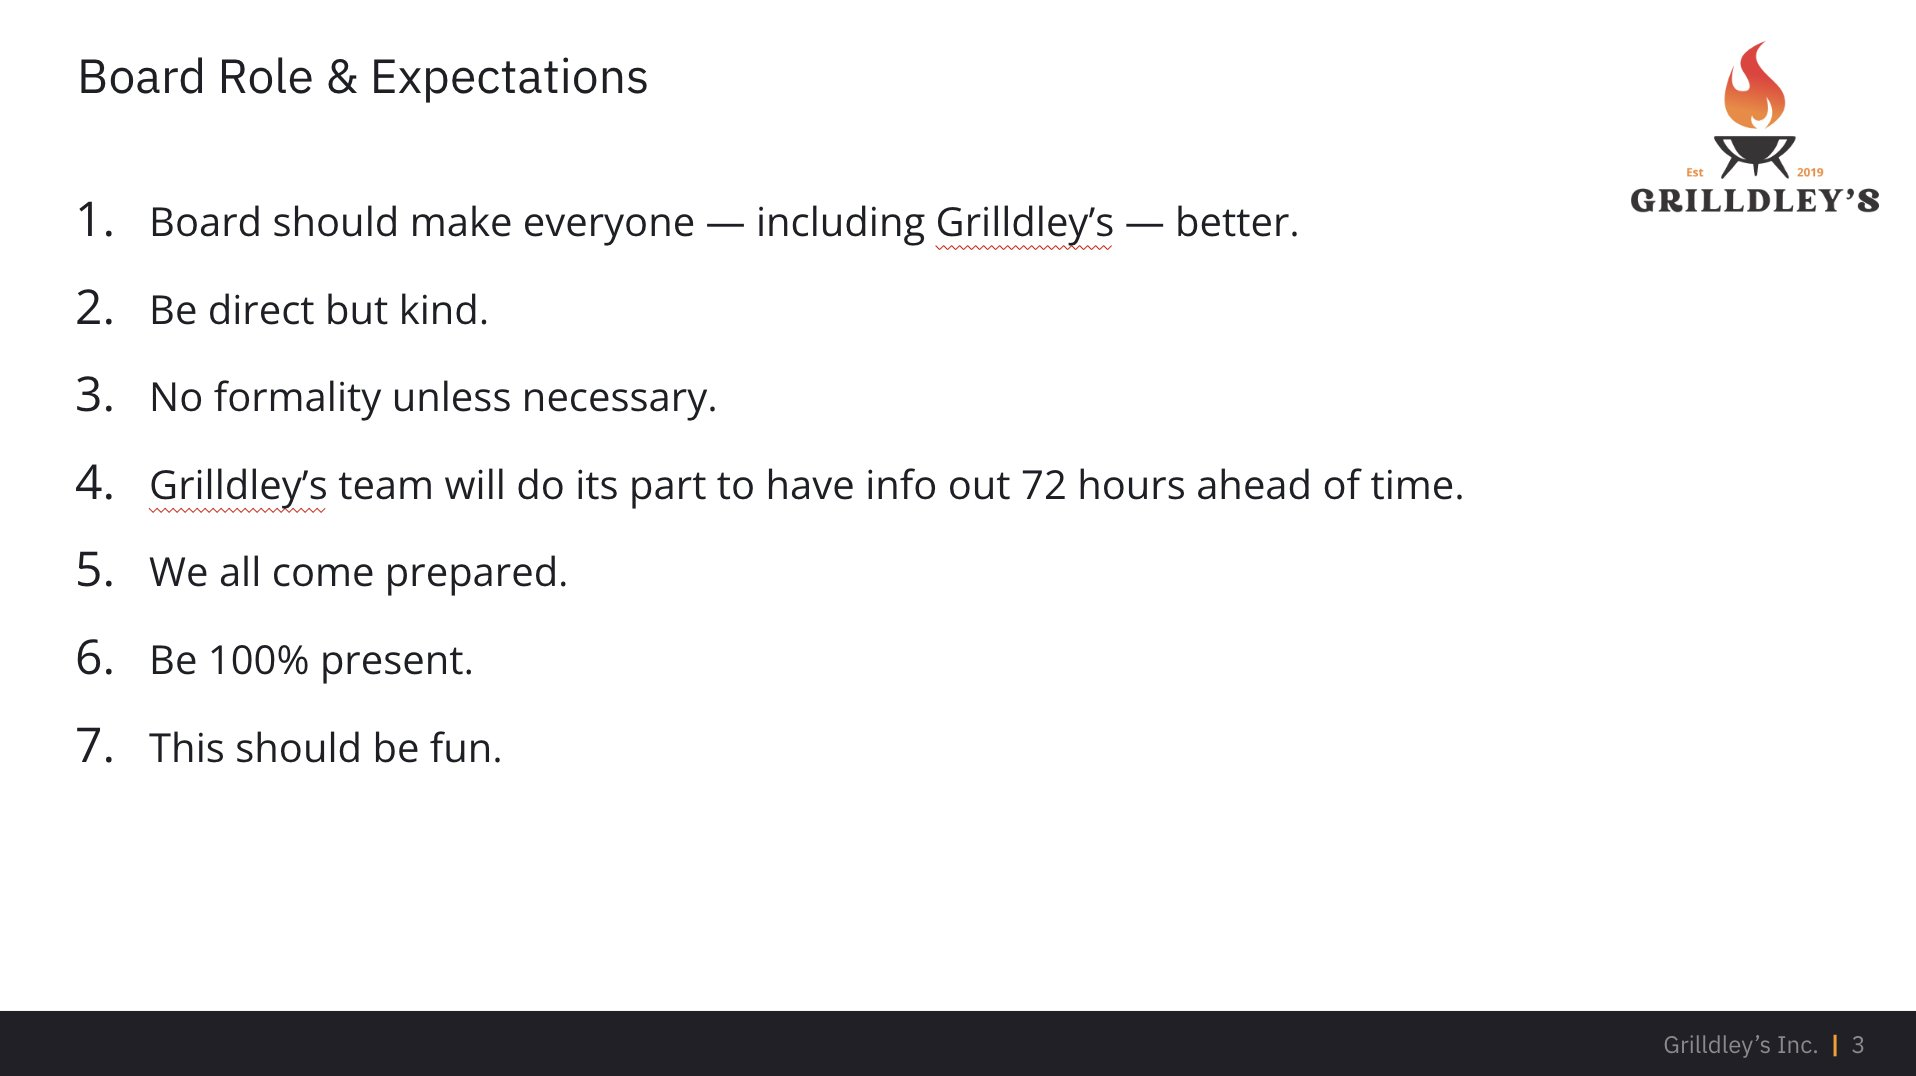 Board Role & Expectations
Est 2019
GRILLDLEY’S
1. Board should make everyone — including Grilldley’s — better.
2. Be direct but kind.
3. No formality unless necessary.
4. Grilldley’s team will do its part to have info out 72 hours ahead of time.
5. We all come prepared.
6. Be 100% present.
7. This should be fun.
Grilldley’s Inc. | 3